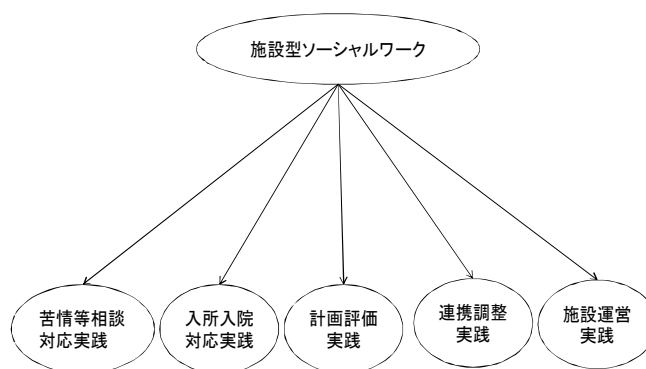 施設型ソーシャルワーク
苦情等相談
対応実践
入所入院
対応実践
計画評価
実践
連携調整
実践
施設運営
実践